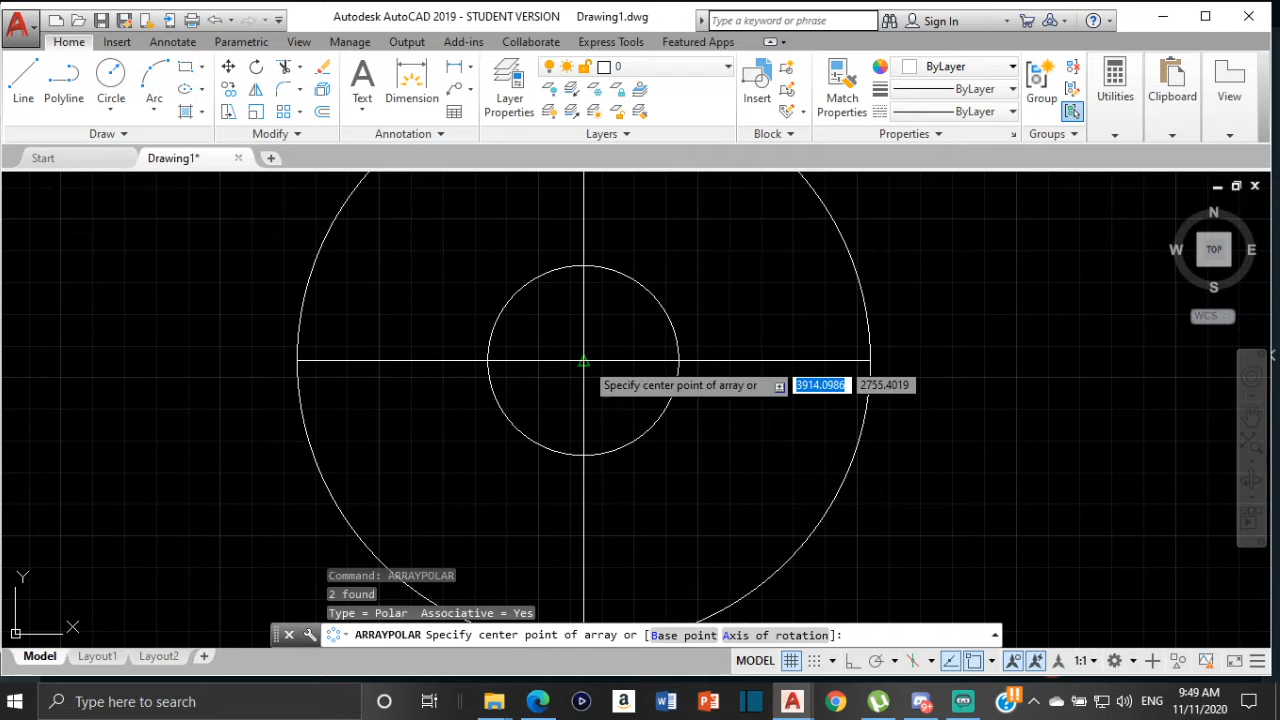 Autodesk AutoCAD 2019 - STUDENT VERSION Drawing1.dwg
Type a keyword or phrase
Sign In
Home Insert Annotate Parametric View Manage Output Add-ins Collaborate Express Tools Featured Apps
Line Polyline Circle Arc
Text Dimension
Layer Properties
0
Insert
Match Properties
ByLayer
ByLayer
ByLayer
Group
Utilities
Clipboard
View
Draw Modify Annotation Layers Block Properties Groups
Start Drawing1*
N
W TOP E
S
WCS
Specify center point of array or 3914.0986 2755.4019
Command: ARRAYPOLAR
2 found
Type = Polar Associative = Yes
Y
X
ARRAYPOLAR Specify center point of array or [Base point Axis of rotation]:
Model Layout1 Layout2 +
MODEL 1:1
Type here to search
ENG
9:49 AM
11/11/2020